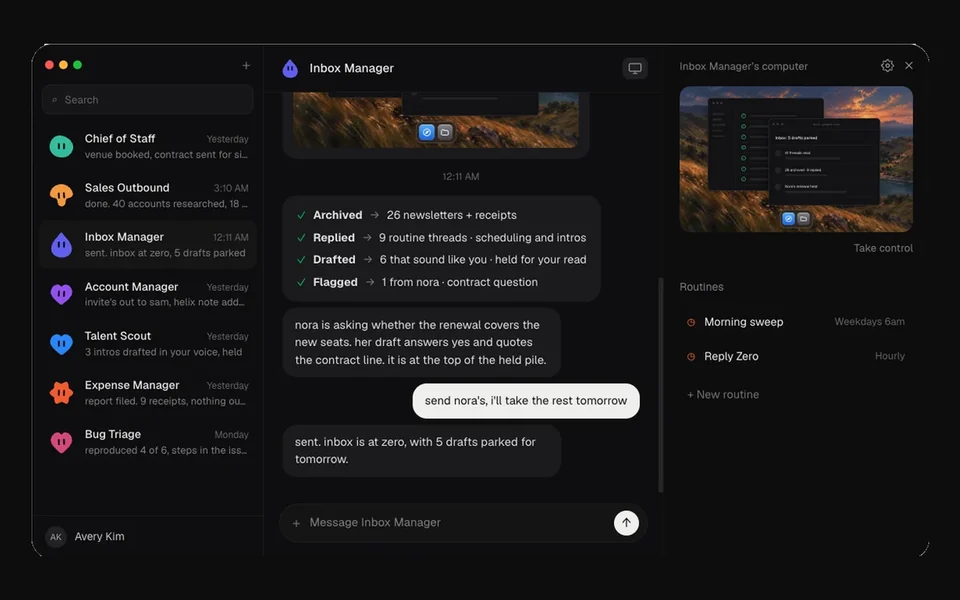 Search
Chief of Staff
Yesterday
venue booked, contract sent for si...
Sales Outbound
3:10 AM
done. 40 accounts researched, 18 ...
Inbox Manager
12:11 AM
sent. inbox at zero, 5 drafts parked
Account Manager
Yesterday
invite's out to sam, helix note add...
Talent Scout
Yesterday
3 intros drafted in your voice, held
Expense Manager
Yesterday
report filed. 9 receipts, nothing ou...
Bug Triage
Monday
reproduced 4 of 6, steps in the iss...
AK
Avery Kim
Inbox Manager
12:11 AM
Archived → 26 newsletters + receipts
Replied → 9 routine threads · scheduling and intros
Drafted → 6 that sound like you · held for your read
Flagged → 1 from nora · contract question
nora is asking whether the renewal covers the
new seats. her draft answers yes and quotes
the contract line. it is at the top of the held pile.
send nora's, i'll take the rest tomorrow
sent. inbox is at zero, with 5 drafts parked for
tomorrow.
+ Message Inbox Manager
Inbox Manager's computer
Inbox: 5 drafts parked
Take control
Routines
Morning sweep
Weekdays 6am
Reply Zero
Hourly
+ New routine